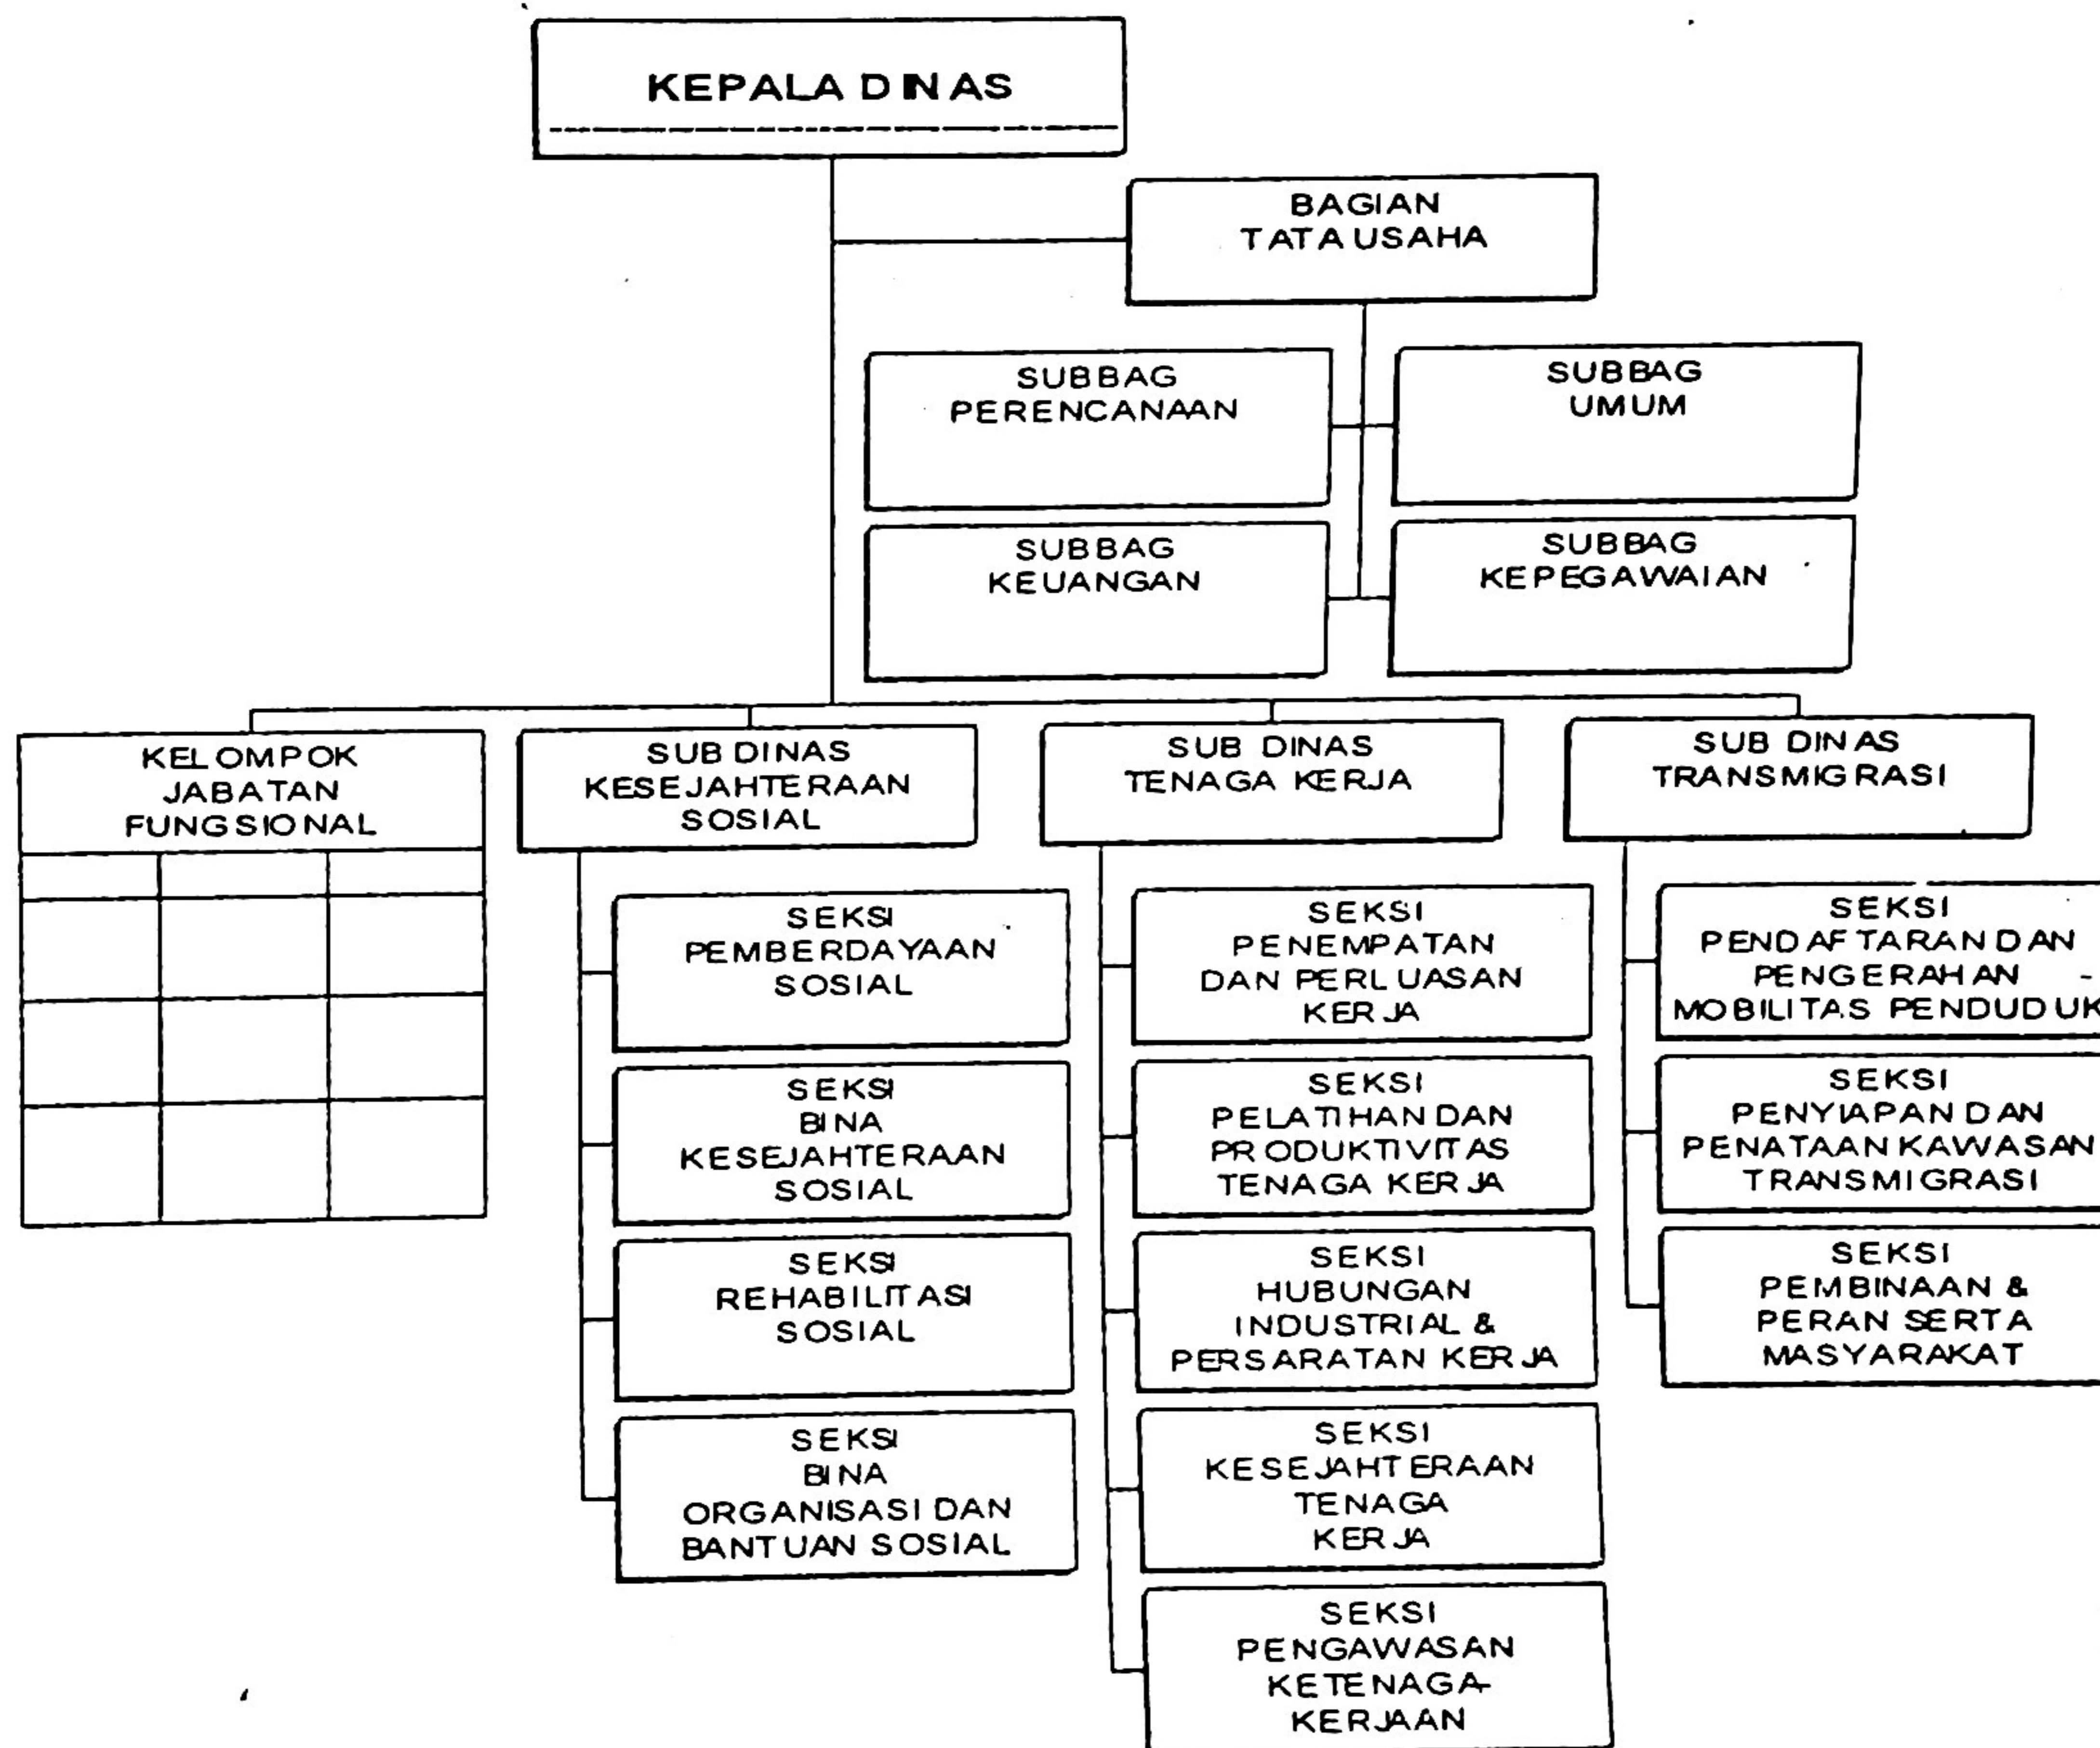 KEPALA DINAS
BAGIAN
TATA USAHA
SUBBAG
PERENCANAAN
SUBBAG
UMUM
SUBBAG
KEUANGAN
SUBBAG
KEPEGAWAIAN
KELOMPOK
JABATAN
FUNGSIONAL
SUB DINAS
KESEJAHTERAAN
SOSIAL
SUB DINAS
TENAGA KERJA
SUB DINAS
TRANSMIGRASI
SEKSI
PEMBERDAYAAN
SOSIAL
SEKSI
BINA
KESEJAHTERAAN
SOSIAL
SEKSI
REHABILITASI
SOSIAL
SEKSI
BINA
ORGANISASI DAN
BANTUAN SOSIAL
SEKSI
PENEMPATAN
DAN PERLUASAN
KERJA
SEKSI
PELATIHAN DAN
PRODUKTIVITAS
TENAGA KERJA
SEKSI
HUBUNGAN
INDUSTRIAL &
PERSARATAN KERJA
SEKSI
KESEJAHTERAAN
TENAGA
KERJA
SEKSI
PENGAWASAN
KETENAGA-
KERJAAN
SEKSI
PENDAFTARAN DAN
PENGERAHAN
MOBILITAS PENDUDUK
SEKSI
PENYIAPAN DAN
PENATAAN KAWASAN
TRANSMIGRASI
SEKSI
PEMBINAAN &
PERAN SERTA
MASYARAKAT